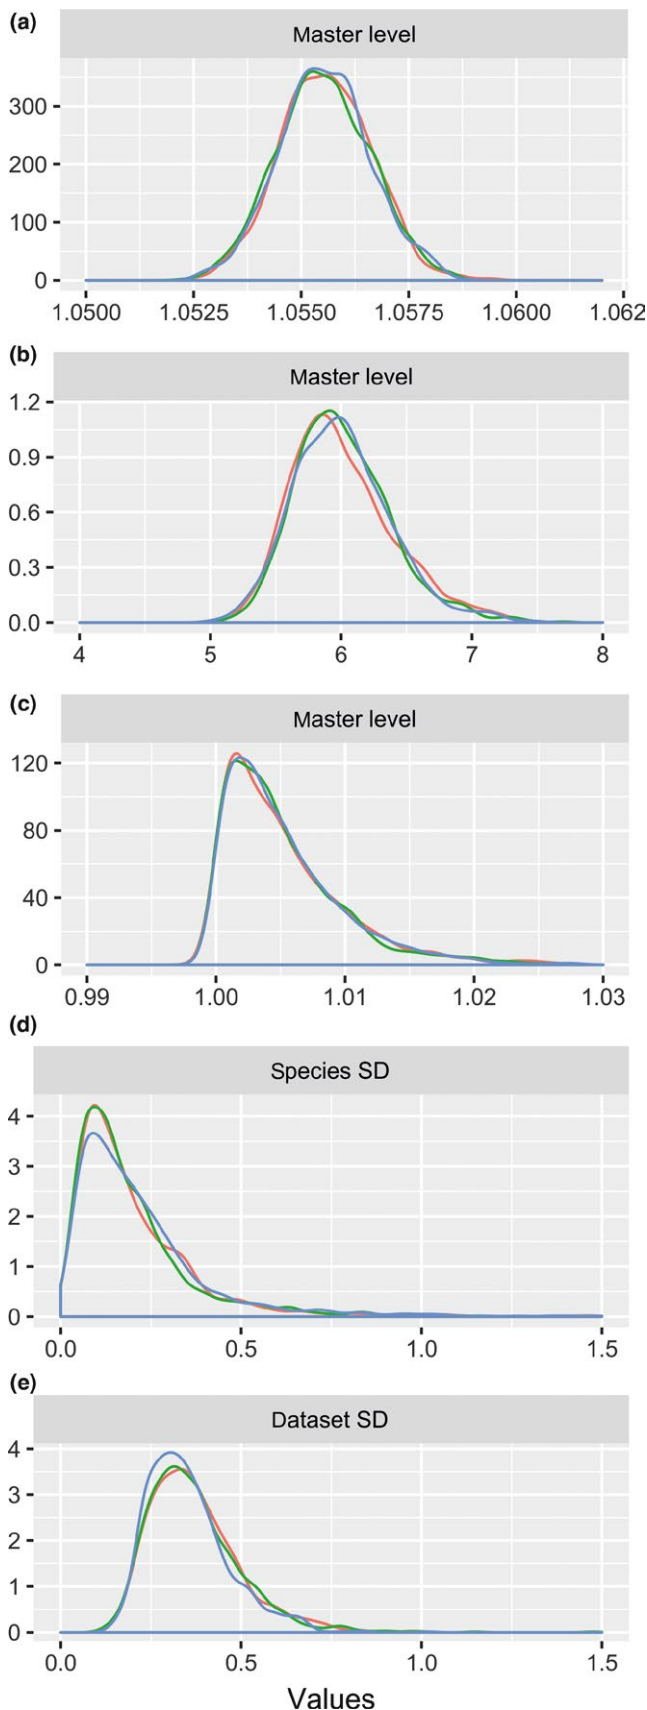 (a)
Master level
300
200
100
0
1.0500 1.0525 1.0550 1.0575 1.0600 1.062
(b)
Master level
1.2
0.9
0.6
0.3
0.0
4 5 6 7 8
(c)
Master level
120
80
40
0
0.99 1.00 1.01 1.02 1.03
(d)
Species SD
4
3
2
1
0
0.0 0.5 1.0 1.5
(e)
Dataset SD
4
3
2
1
0
0.0 0.5 1.0 1.5
Values